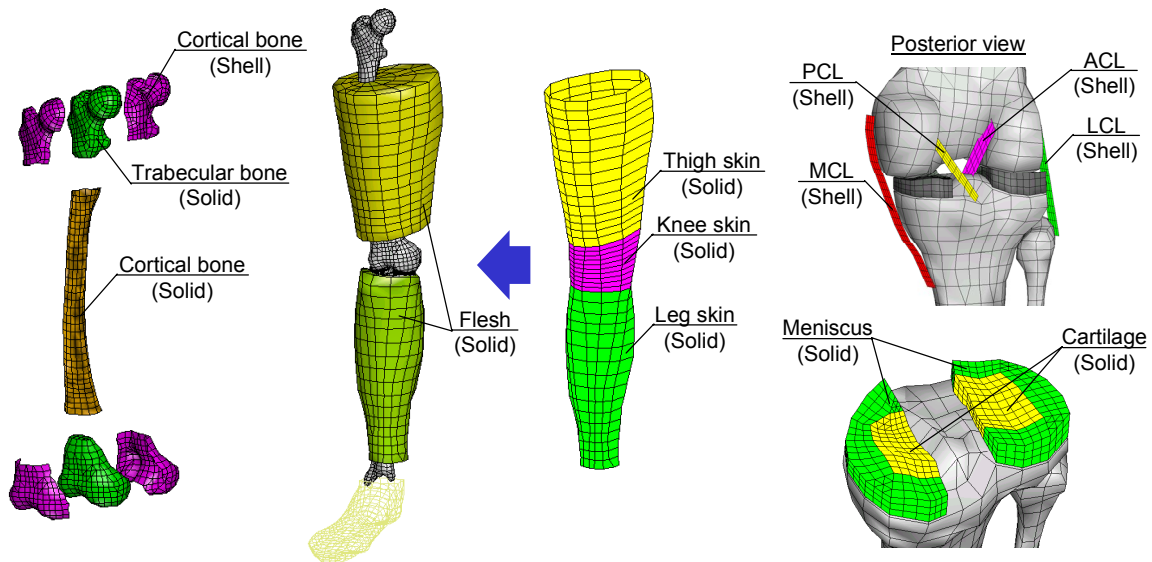 Cortical bone
(Shell)
Trabecular bone
(Solid)
Cortical bone
(Solid)
Flesh
(Solid)
Thigh skin
(Solid)
Knee skin
(Solid)
Leg skin
(Solid)
Posterior view
PCL
(Shell)
ACL
(Shell)
LCL
(Shell)
MCL
(Shell)
Meniscus
(Solid)
Cartilage
(Solid)